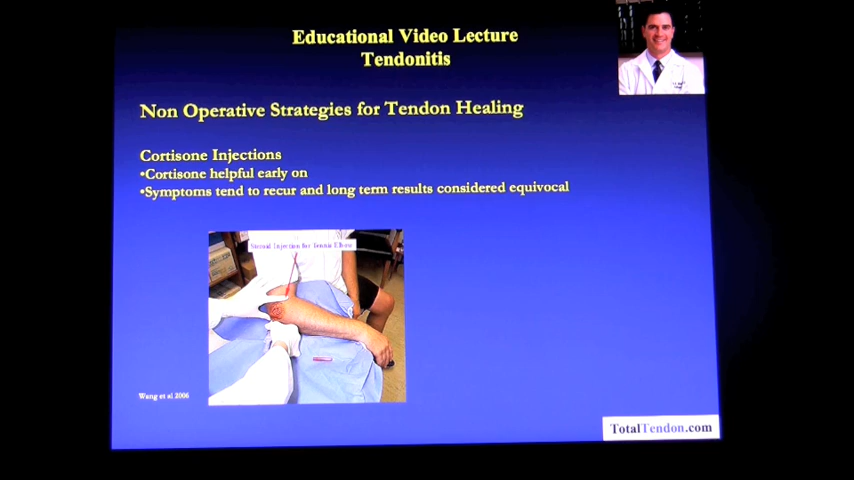 Educational Video Lecture
Tendonitis
Non Operative Strategies for Tendon Healing
Cortisone Injections
•Cortisone helpful early on
•Symptoms tend to recur and long term results considered equivocal
Steroid Injection for Tennis Elbow
Wang et al 2006
TotalTendon.com